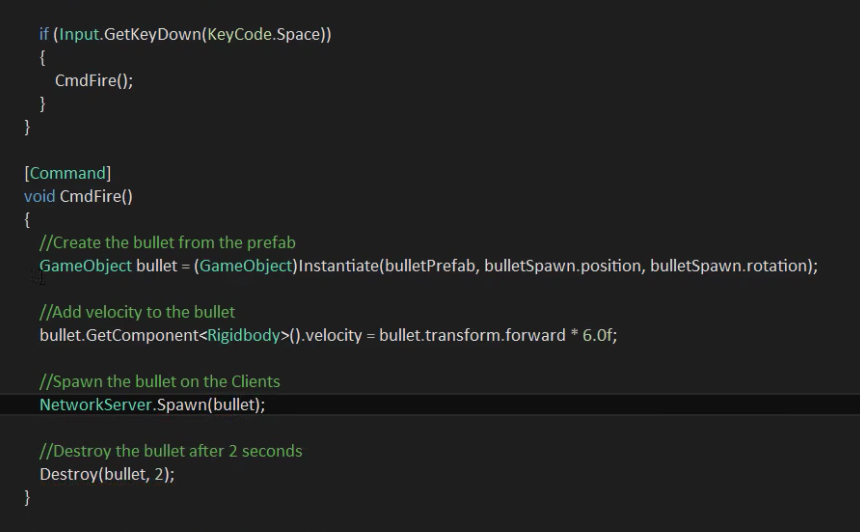 if (Input.GetKeyDown(KeyCode.Space))
{
CmdFire();
}
}
[Command]
void CmdFire()
{
//Create the bullet from the prefab
GameObject bullet = (GameObject)Instantiate(bulletPrefab, bulletSpawn.position, bulletSpawn.rotation);
//Add velocity to the bullet
bullet.GetComponent<Rigidbody>().velocity = bullet.transform.forward * 6.0f;
//Spawn the bullet on the Clients
NetworkServer.Spawn(bullet);
//Destroy the bullet after 2 seconds
Destroy(bullet, 2);
}